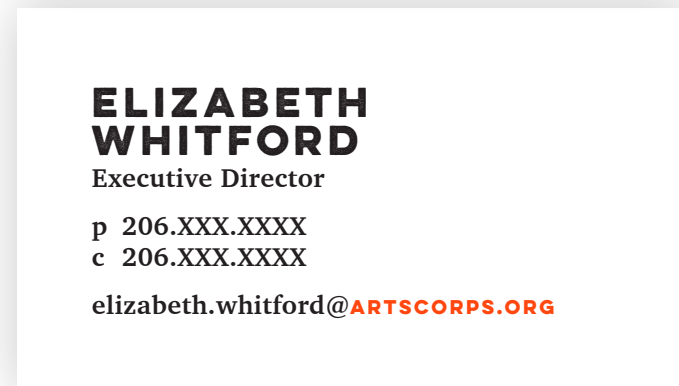 ELIZABETH
WHITFORD
Executive Director
p 206.XXX.XXXX
c 206.XXX.XXXX
elizabeth.whitford@ARTSCORPS.ORG